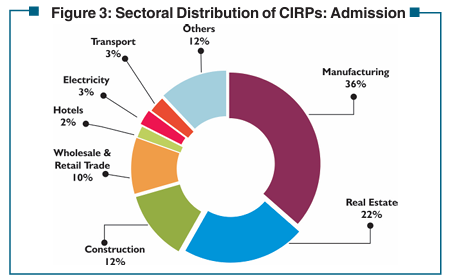 Figure 3: Sectoral Distribution of CIRPs: Admission
Others
12%
Transport
3%
Manufacturing
36%
Electricity
3%
Hotels
2%
Wholesale &
Retail Trade
10%
Real Estate
22%
Construction
12%